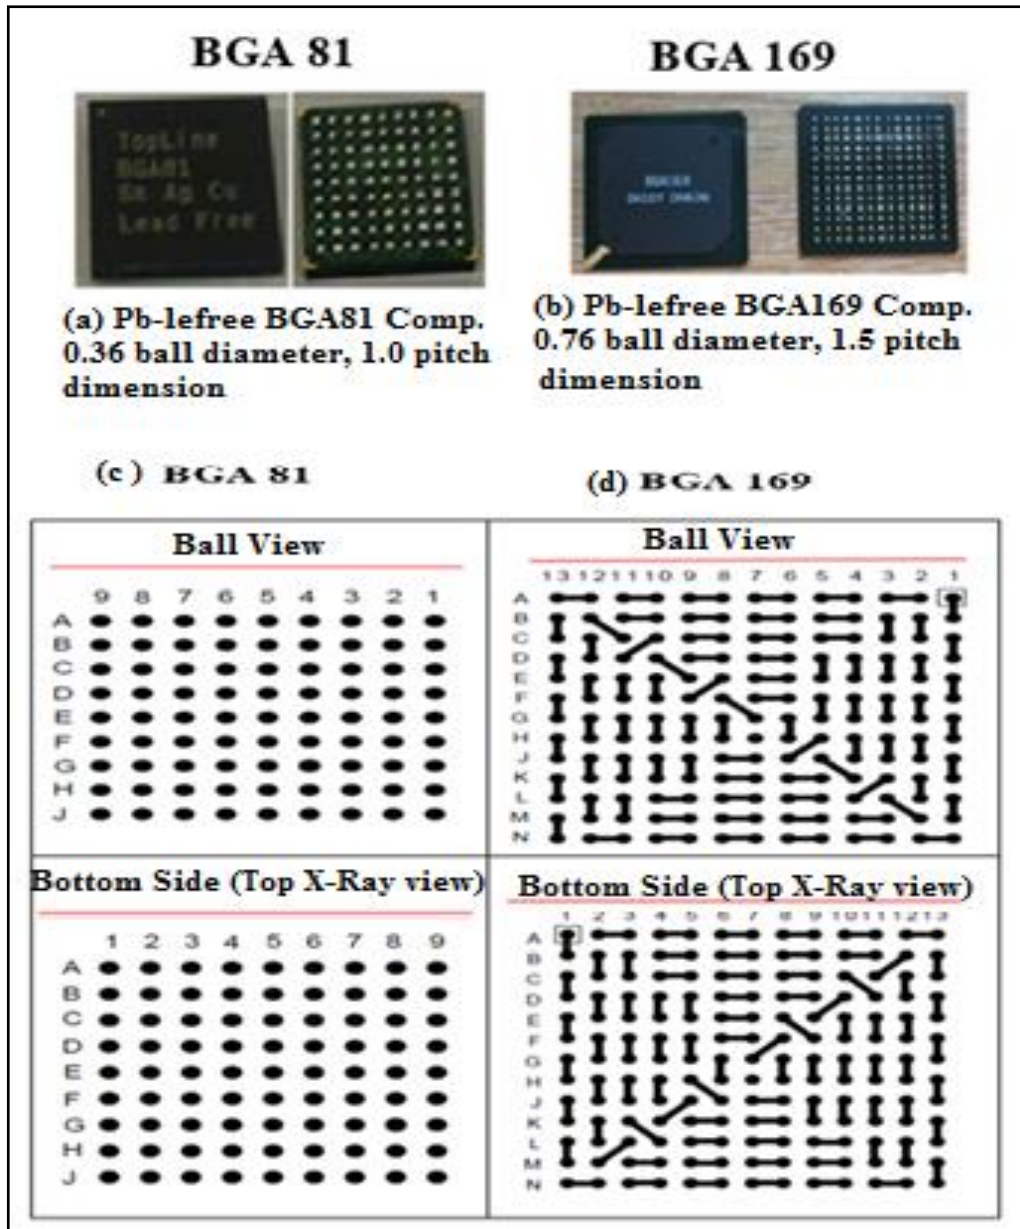 BGA 81
BGA 169
TopLine
BGA81
Sn Ag Cu
Lead Free
BGA169
DAISY CHAIN
(a) Pb-lefree BGA81 Comp.
0.36 ball diameter, 1.0 pitch
dimension
(b) Pb-lefree BGA169 Comp.
0.76 ball diameter, 1.5 pitch
dimension
(c ) BGA 81
(d) BGA 169
Ball View
9 8 7 6 5 4 3 2 1
A
B
C
D
E
F
G
H
J
Ball View
13 12 11 10 9 8 7 6 5 4 3 2 1
A
B
C
D
E
F
G
H
J
K
L
M
N
Bottom Side (Top X-Ray view)
1 2 3 4 5 6 7 8 9
A
B
C
D
E
F
G
H
J
Bottom Side (Top X-Ray view)
1 2 3 4 5 6 7 8 9 10 11 12 13
A
B
C
D
E
F
G
H
J
K
L
M
N